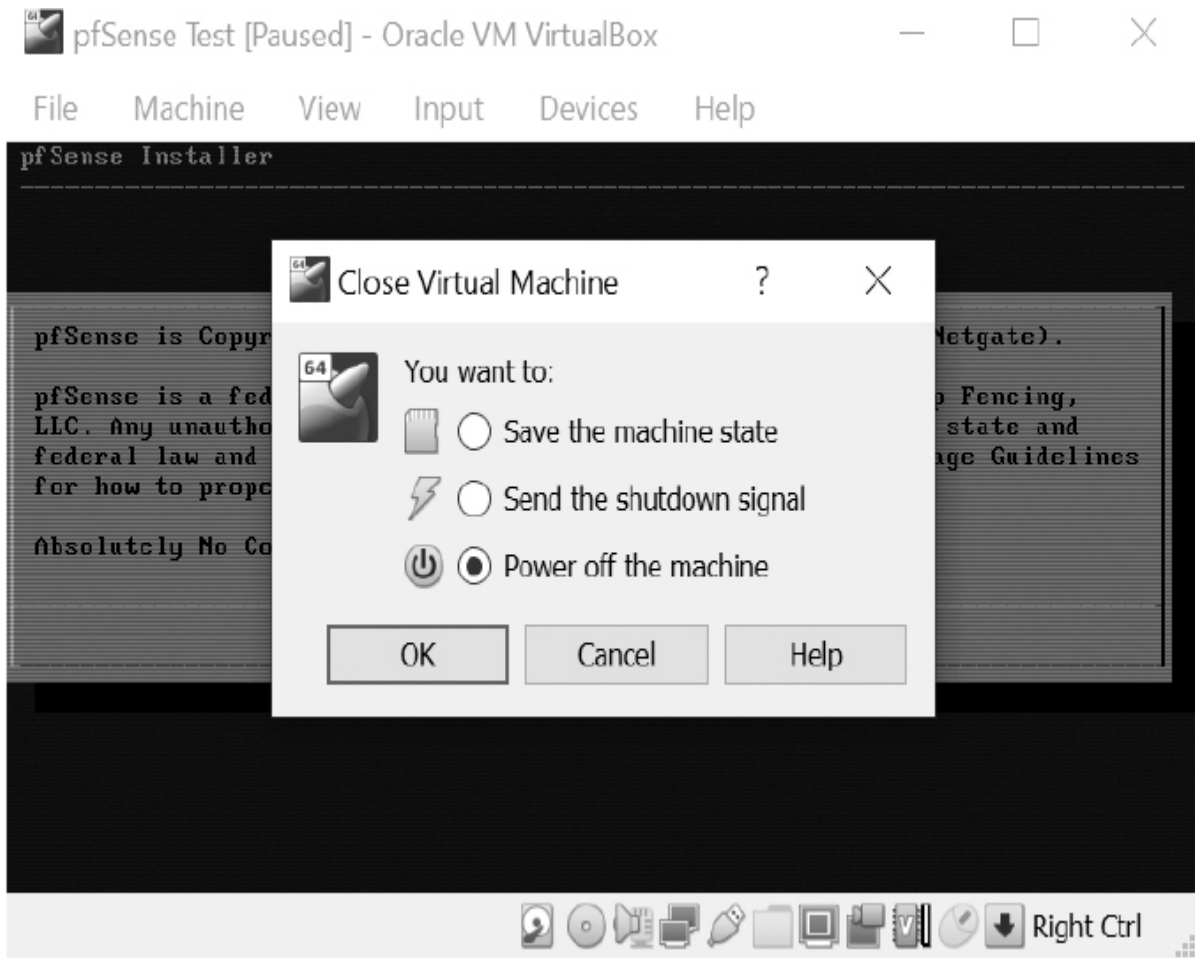 pfSense Test [Paused] - Oracle VM VirtualBox
File Machine View Input Devices Help
pfSense Installer
Close Virtual Machine ?
pfSense is Copyr Netgate).
64
You want to:
pfSense is a fed p Fencing,
LLC. Any unautho state and
Save the machine state
federal law and age Guidelines
for how to prope
Send the shutdown signal
Absolutely No Co
Power off the machine
OK Cancel Help
Right Ctrl